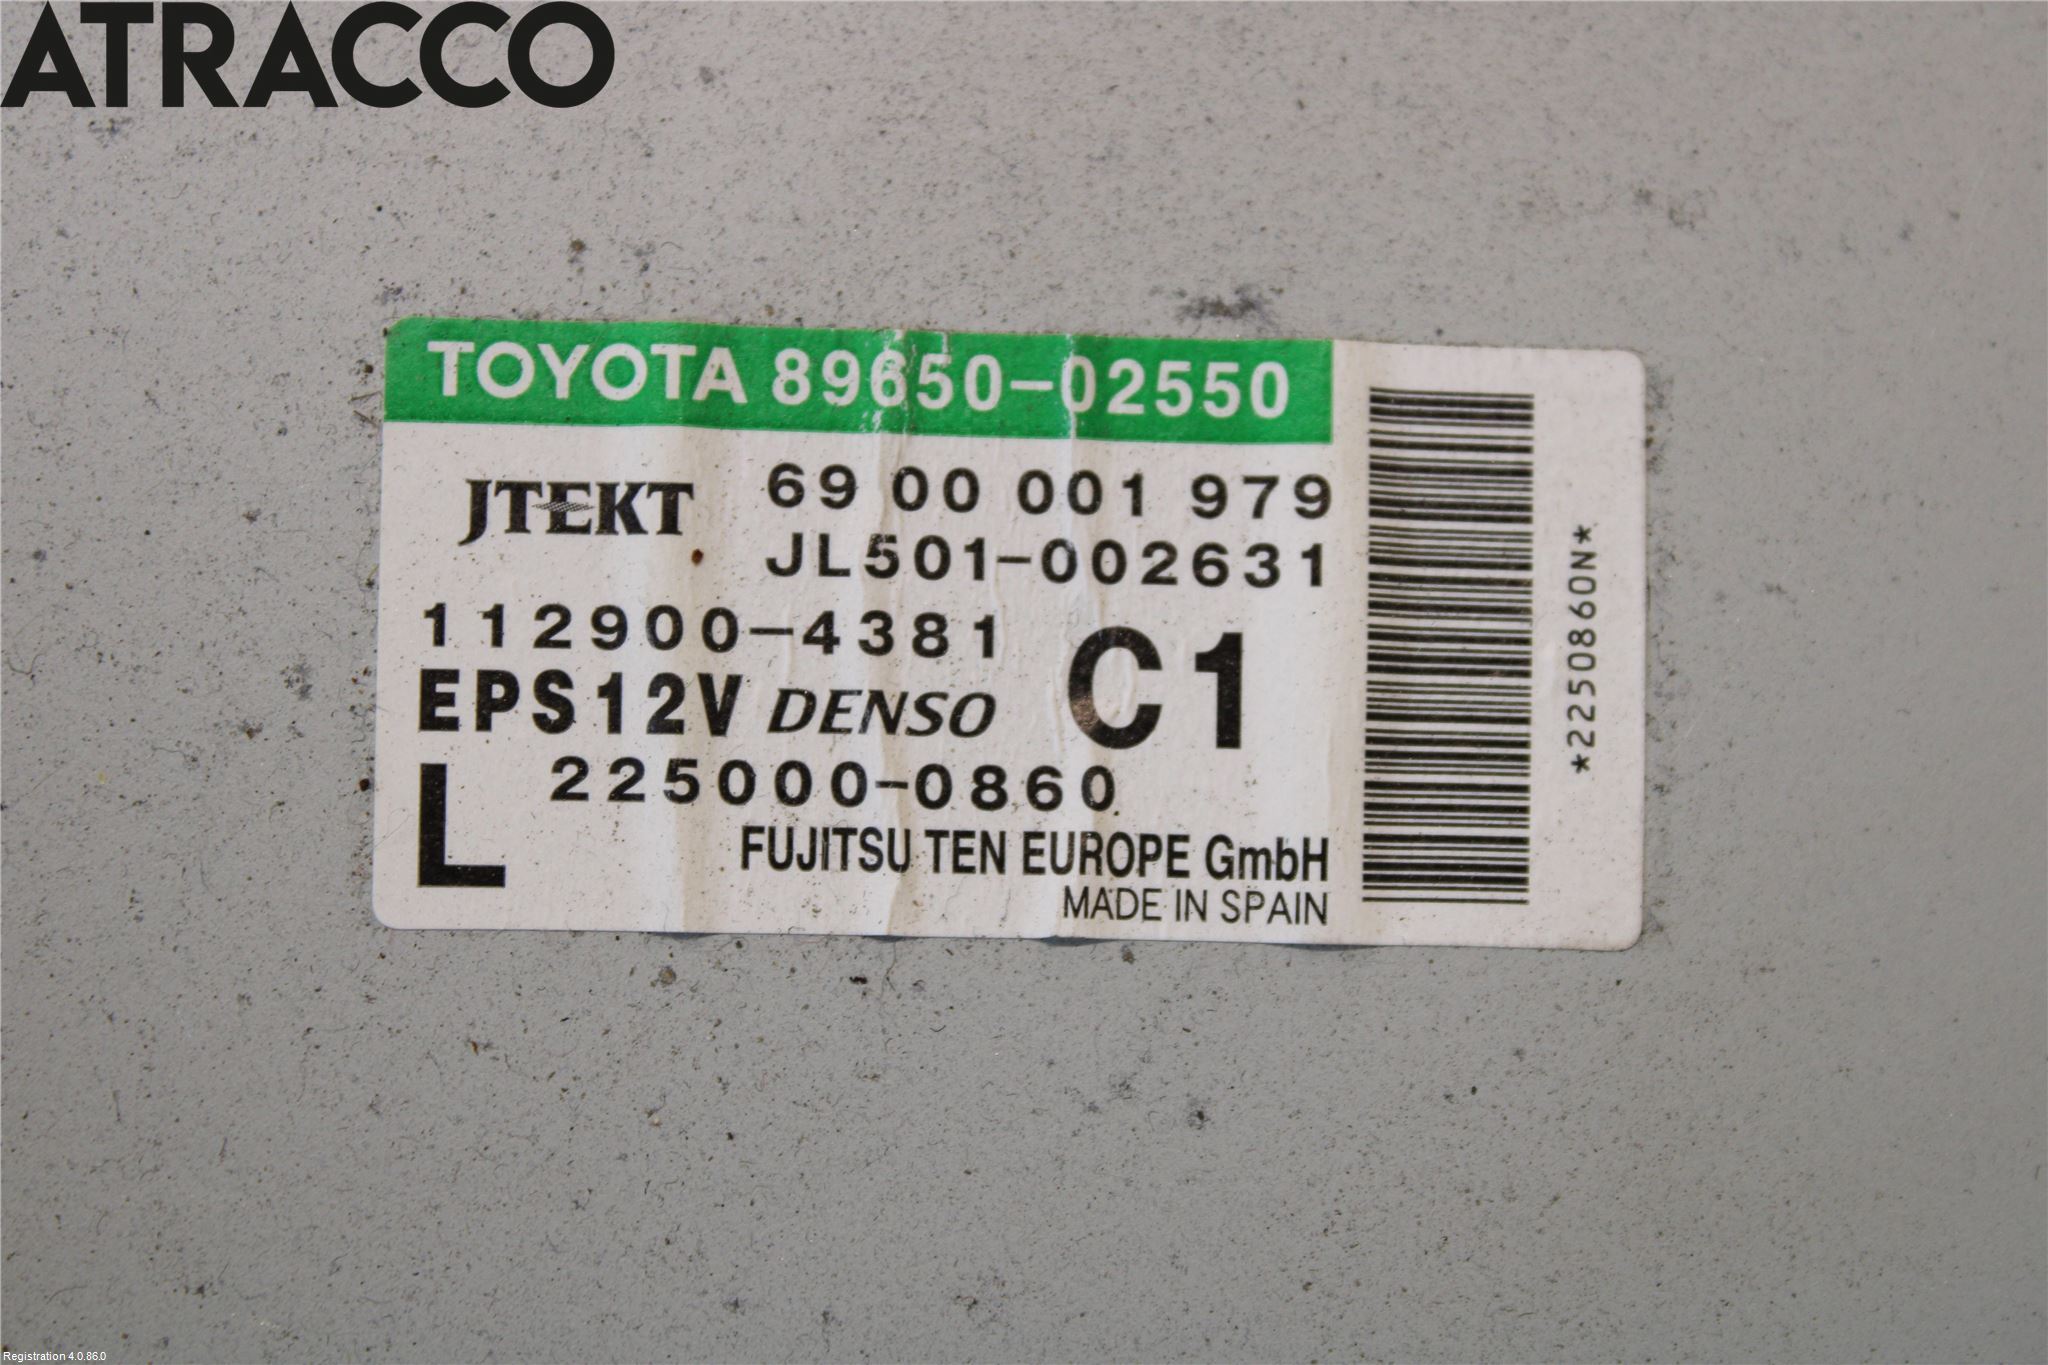 ATRACCO
TOYOTA 89650-02550
JTEKT 69 00 001 979
JL501-002631
112900-4381
EPS12V DENSO C1
L 225000-0860
FUJITSU TEN EUROPE GmbH
MADE IN SPAIN
*2250860N*
Registration 4.0.86.0